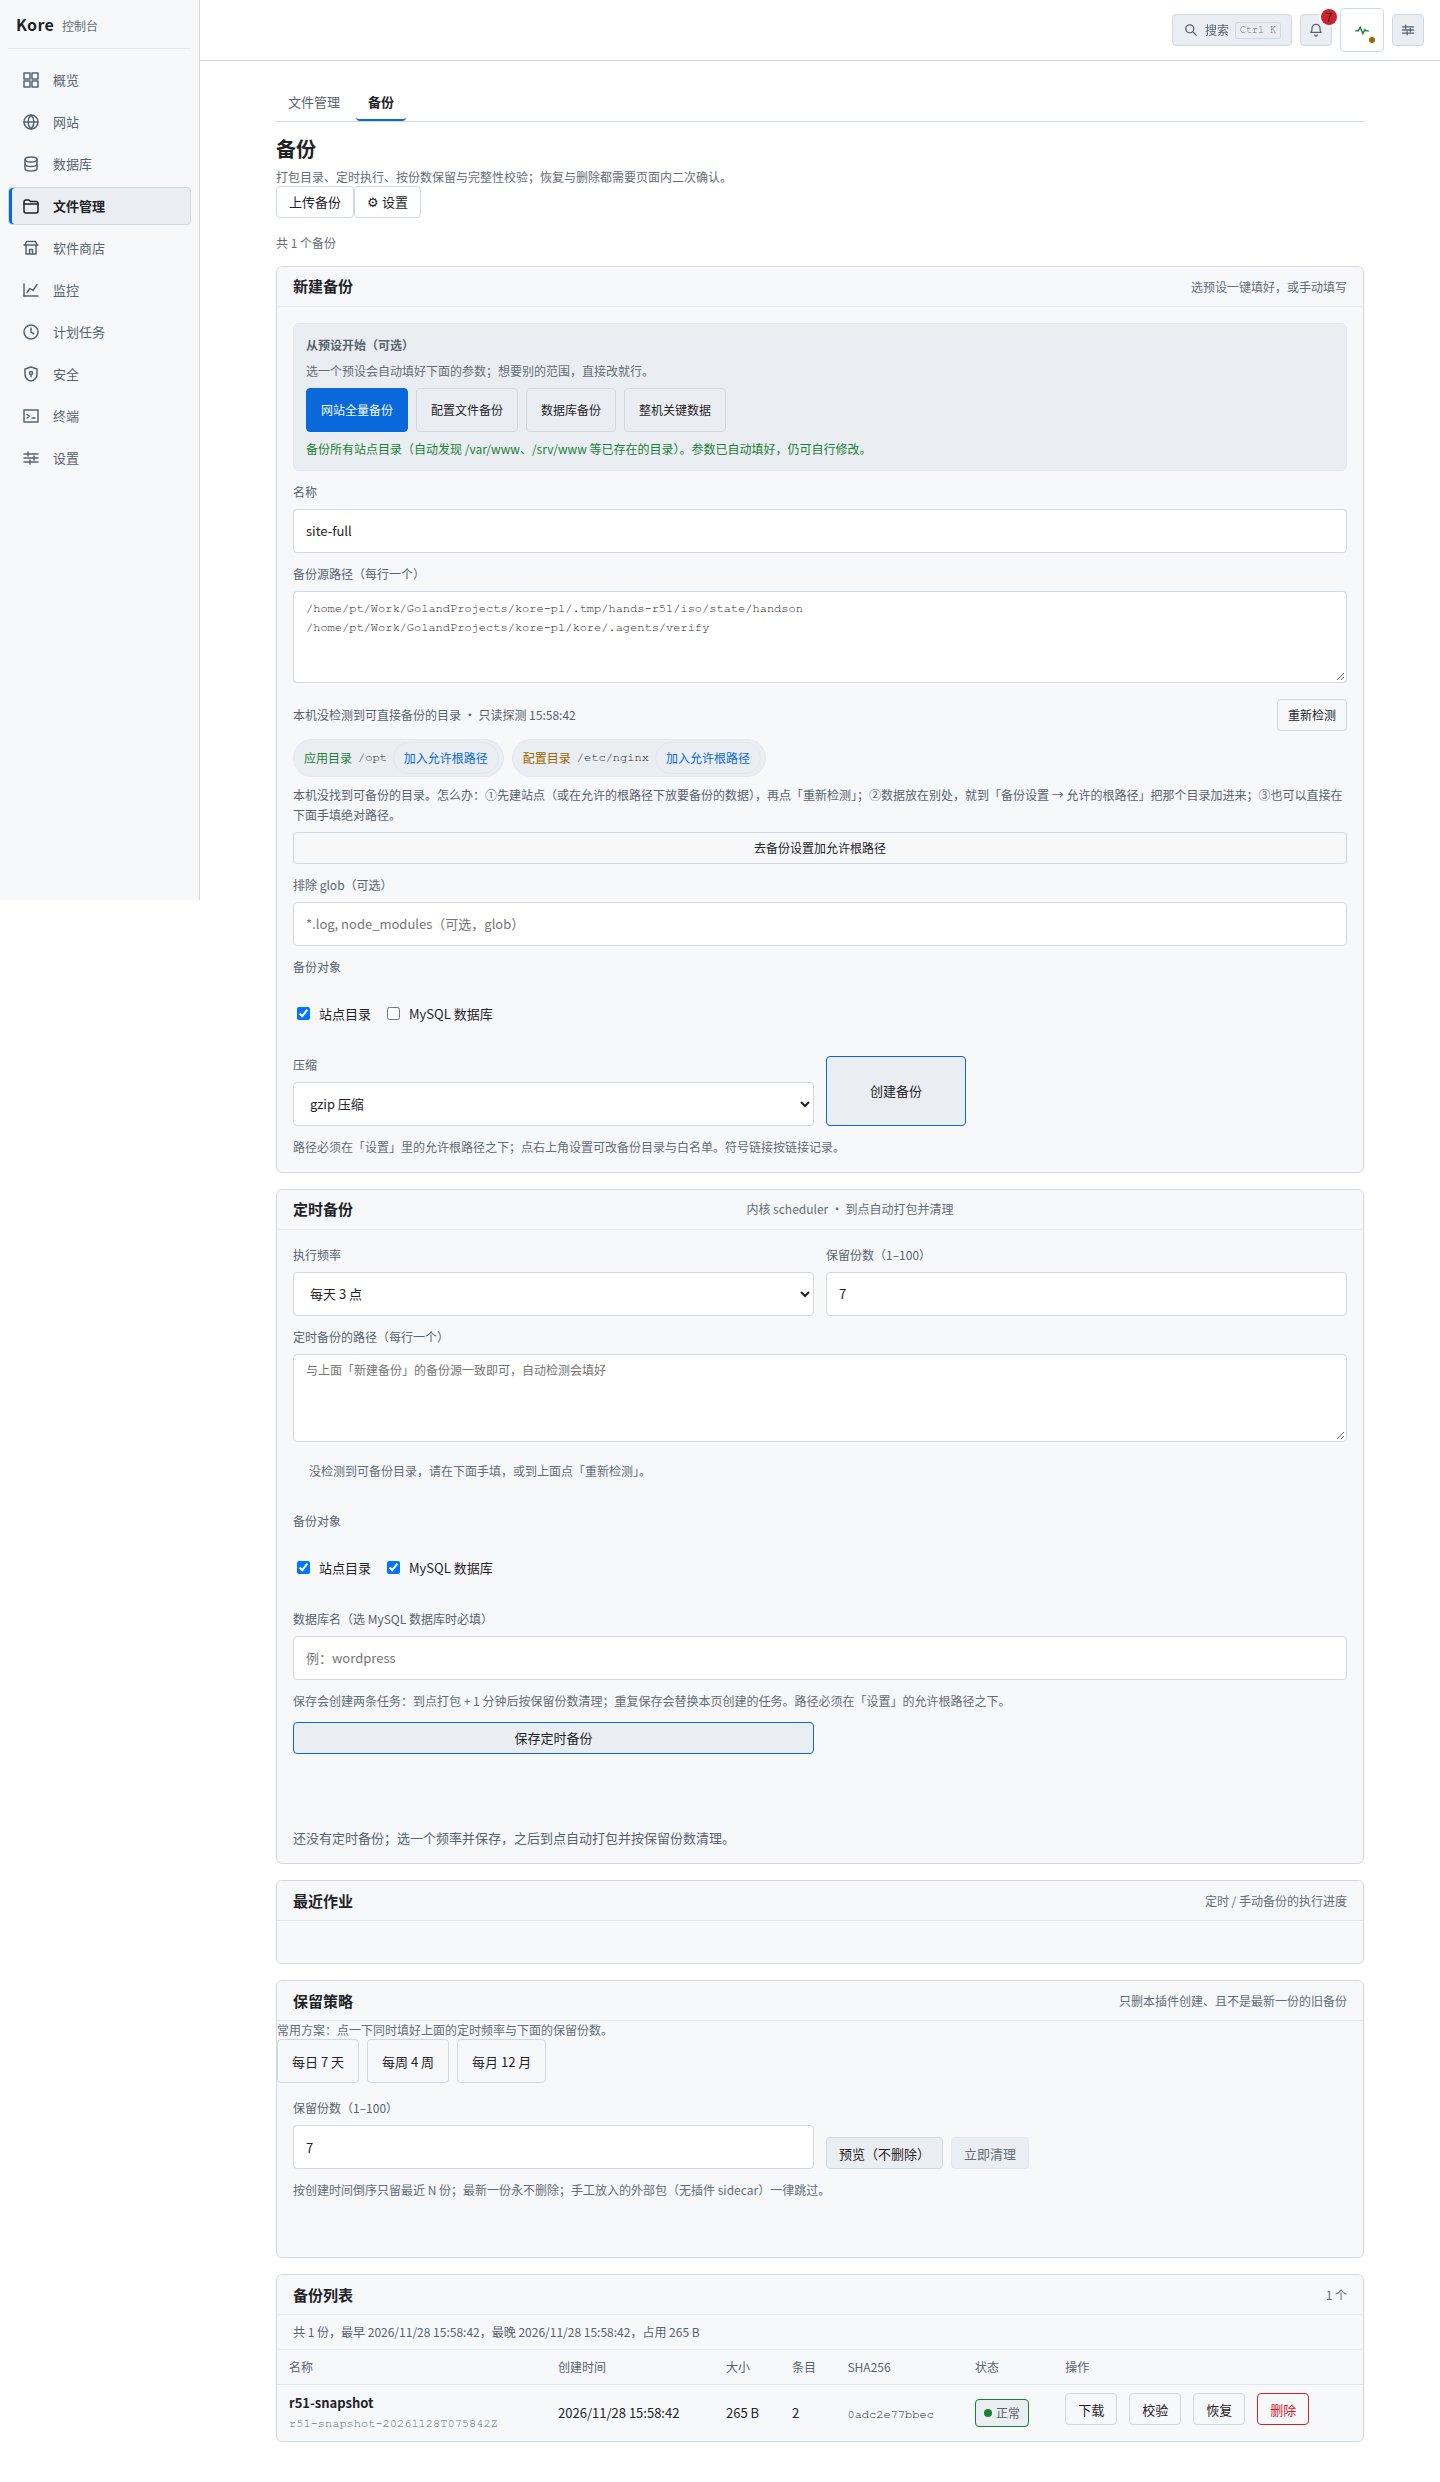 Kore 控制台
搜索 Ctrl K
7
概览
网站
数据库
文件管理
软件商店
监控
计划任务
安全
终端
设置
文件管理 备份
备份
打包目录、定时执行、按份数保留与完整性校验；恢复与删除都需要页面内二次确认。
上传备份 ⚙ 设置
共 1 个备份
新建备份 选预设一键填好，或手动填写
从预设开始（可选）
选一个预设会自动填好下面的参数；想要别的范围，直接改就行。
网站全量备份 配置文件备份 数据库备份 整机关键数据
备份所有站点目录（自动发现 /var/www、/srv/www 等已存在的目录）。参数已自动填好，仍可自行修改。
名称
site-full
备份源路径（每行一个）
/home/pt/Work/GolandProjects/kore-p1/.tmp/hands-r51/iso/state/handson
/home/pt/Work/GolandProjects/kore-p1/kore/.agents/verify
本机没检测到可直接备份的目录 · 只读探测 15:58:42 重新检测
应用目录 /opt 加入允许根路径 配置目录 /etc/nginx 加入允许根路径
本机没找到可备份的目录。怎么办：①先建站点（或在允许的根路径下放要备份的数据），再点「重新检测」；②数据放在别处，就到「备份设置 → 允许的根路径」把那个目录加进来；③也可以直接在
下面手填绝对路径。
去备份设置加允许根路径
排除 glob（可选）
*.log, node_modules（可选，glob）
备份对象
站点目录 MySQL 数据库
压缩
gzip 压缩 创建备份
路径必须在「设置」里的允许根路径之下；点右上角设置可改备份目录与白名单。符号链接按链接记录。
定时备份 内核 scheduler · 到点自动打包并清理
执行频率 保留份数（1–100）
每天 3 点 7
定时备份的路径（每行一个）
与上面「新建备份」的备份源一致即可，自动检测会填好
没检测到可备份目录，请在下面手填，或到上面点「重新检测」。
备份对象
站点目录 MySQL 数据库
数据库名（选 MySQL 数据库时必填）
例：wordpress
保存会创建两条任务：到点打包 + 1 分钟后按保留份数清理；重复保存会替换本页创建的任务。路径必须在「设置」的允许根路径之下。
保存定时备份
还没有定时备份；选一个频率并保存，之后到点自动打包并按保留份数清理。
最近作业 定时 / 手动备份的执行进度
保留策略 只删本插件创建、且不是最新一份的旧备份
常用方案：点一下同时填好上面的定时频率与下面的保留份数。
每日 7 天 每周 4 周 每月 12 月
保留份数（1–100）
7 预览（不删除） 立即清理
按创建时间倒序只留最近 N 份；最新一份永不删除；手工放入的外部包（无插件 sidecar）一律跳过。
备份列表 1 个
共 1 份，最早 2026/11/28 15:58:42，最晚 2026/11/28 15:58:42，占用 265 B
名称 创建时间 大小 条目 SHA256 状态 操作
r51-snapshot
r51-snapshot-20261128T075842Z 2026/11/28 15:58:42 265 B 2 0adc2e77bbec 正常 下载 校验 恢复 删除